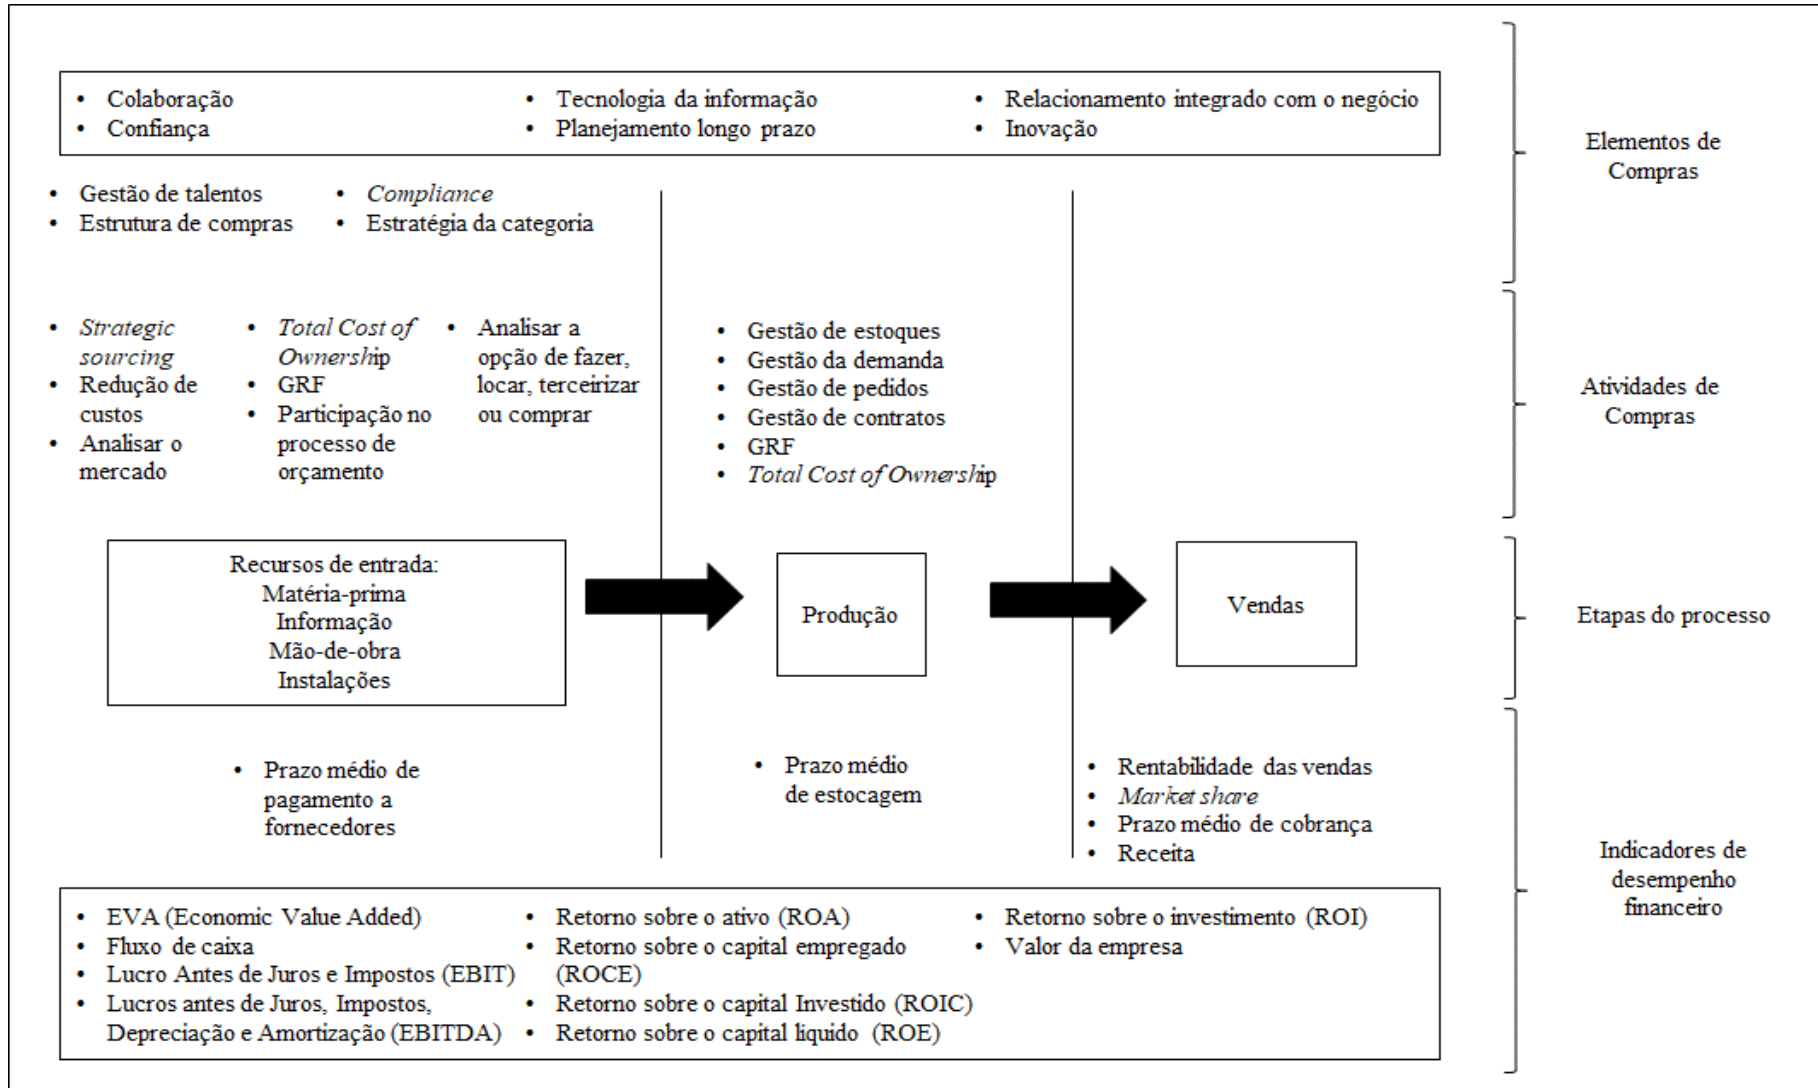 • Colaboração
• Confiança
• Tecnologia da informação
• Planejamento longo prazo
• Relacionamento integrado com o negócio
• Inovação
Elementos de
Compras
• Gestão de talentos
• Estrutura de compras
• Compliance
• Estratégia da categoria
• Strategic
sourcing
• Redução de
custos
• Analisar o
mercado
• Total Cost of
Ownership
• GRF
• Participação no
processo de
orçamento
• Analisar a
opção de fazer,
locar, terceirizar
ou comprar
• Gestão de estoques
• Gestão da demanda
• Gestão de pedidos
• Gestão de contratos
• GRF
• Total Cost of Ownership
Atividades de
Compras
Recursos de entrada:
Matéria-prima
Informação
Mão-de-obra
Instalações
Produção
Vendas
Etapas do processo
• Prazo médio de
pagamento a
fornecedores
• Prazo médio
de estocagem
• Rentabilidade das vendas
• Market share
• Prazo médio de cobrança
• Receita
Indicadores de
desempenho
financeiro
• EVA (Economic Value Added)
• Fluxo de caixa
• Lucro Antes de Juros e Impostos (EBIT)
• Lucros antes de Juros, Impostos,
Depreciação e Amortização (EBITDA)
• Retorno sobre o ativo (ROA)
• Retorno sobre o capital empregado
(ROCE)
• Retorno sobre o capital Investido (ROIC)
• Retorno sobre o capital liquido (ROE)
• Retorno sobre o investimento (ROI)
• Valor da empresa